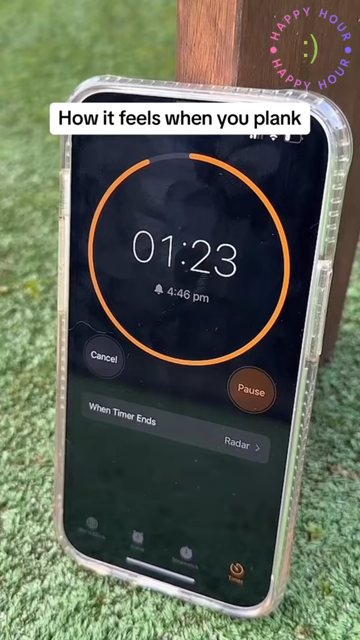 HAPPY HOUR
:)
HAPPY HOUR
How it feels when you plank
01:23
4:46 pm
Cancel
Pause
When Timer Ends
Radar